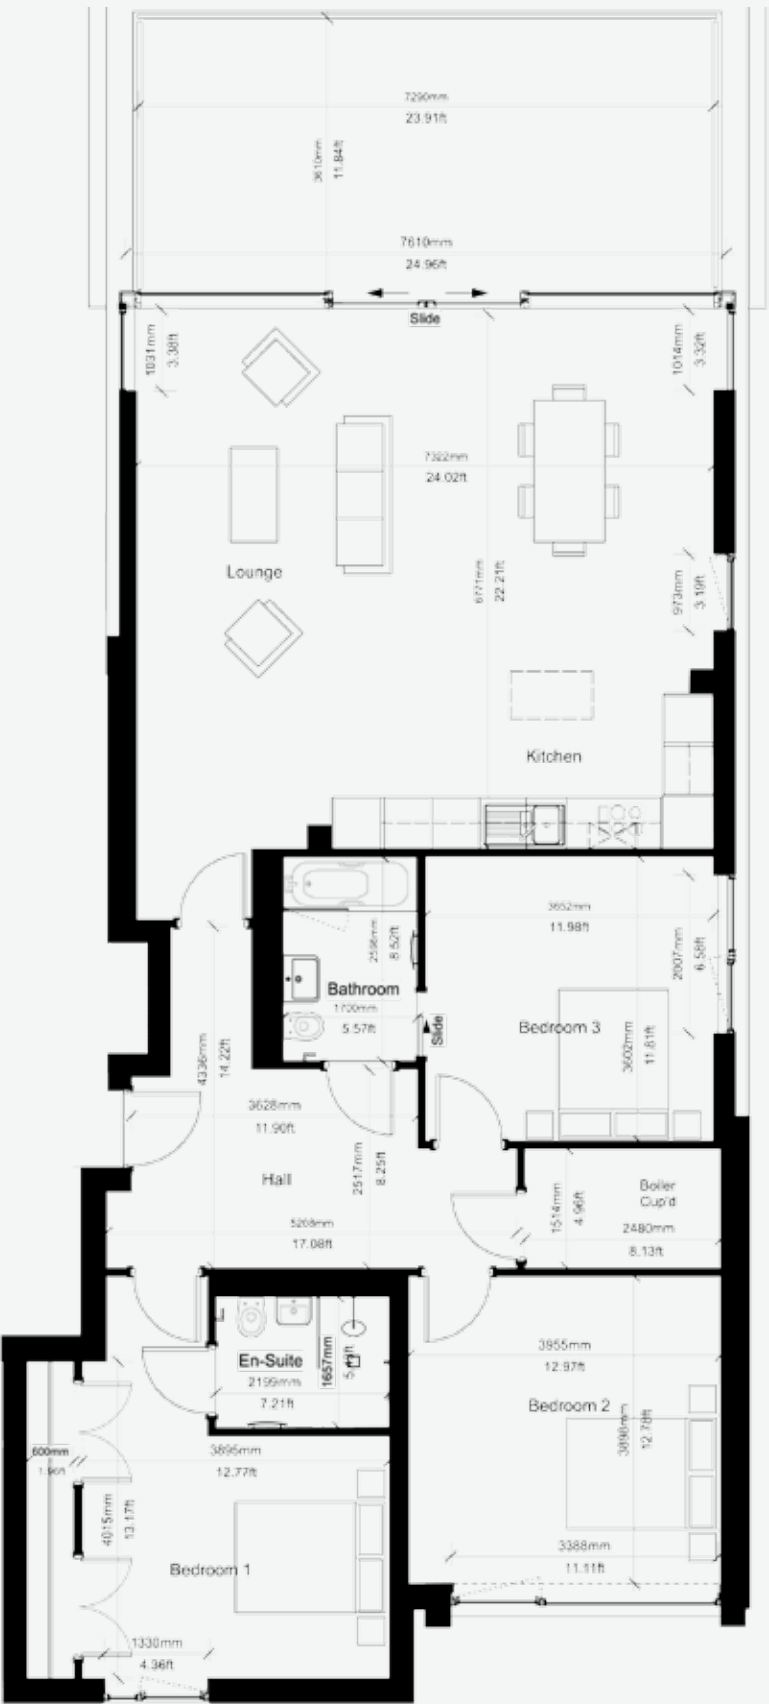 7290mm
23.91ft
3610mm
11.84ft
7610mm
24.96ft
Slide
1031mm
3.38ft
1014mm
3.32ft
7322mm
24.02ft
Lounge
6771mm
22.21ft
973mm
3.19ft
Kitchen
3652mm
11.98ft
2596mm
8.52ft
2007mm
6.58ft
Bathroom
1700mm
5.57ft
Slide
Bedroom 3
3602mm
11.81ft
4336mm
14.22ft
3628mm
11.90ft
2517mm
8.25ft
Hall
Boiler
Cup'd
1514mm
4.96ft
2480mm
8.13ft
5208mm
17.08ft
En-Suite
1657mm
2199mm
7.21ft
3955mm
12.97ft
Bedroom 2
3896mm
12.78ft
600mm
1.96ft
3895mm
12.77ft
4015mm
13.17ft
Bedroom 1
3388mm
11.11ft
1330mm
4.36ft